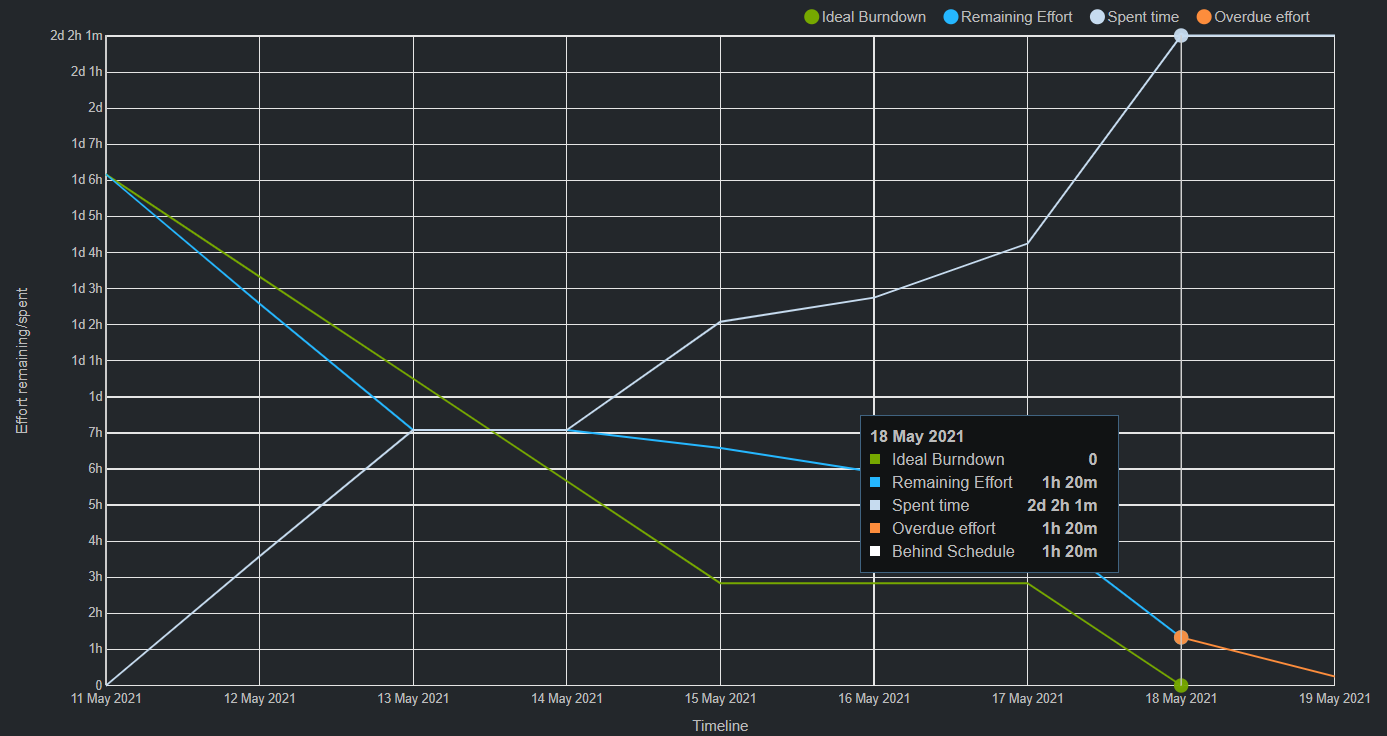 Ideal Burndown Remaining Effort Spent time Overdue effort
Effort remaining/spent
2d 2h 1m
2d 1h
2d
1d 7h
1d 6h
1d 5h
1d 4h
1d 3h
1d 2h
1d 1h
1d
7h
6h
5h
4h
3h
2h
1h
0
18 May 2021
Ideal Burndown 0
Remaining Effort 1h 20m
Spent time 2d 2h 1m
Overdue effort 1h 20m
Behind Schedule 1h 20m
11 May 2021 12 May 2021 13 May 2021 14 May 2021 15 May 2021 16 May 2021 17 May 2021 18 May 2021 19 May 2021
Timeline